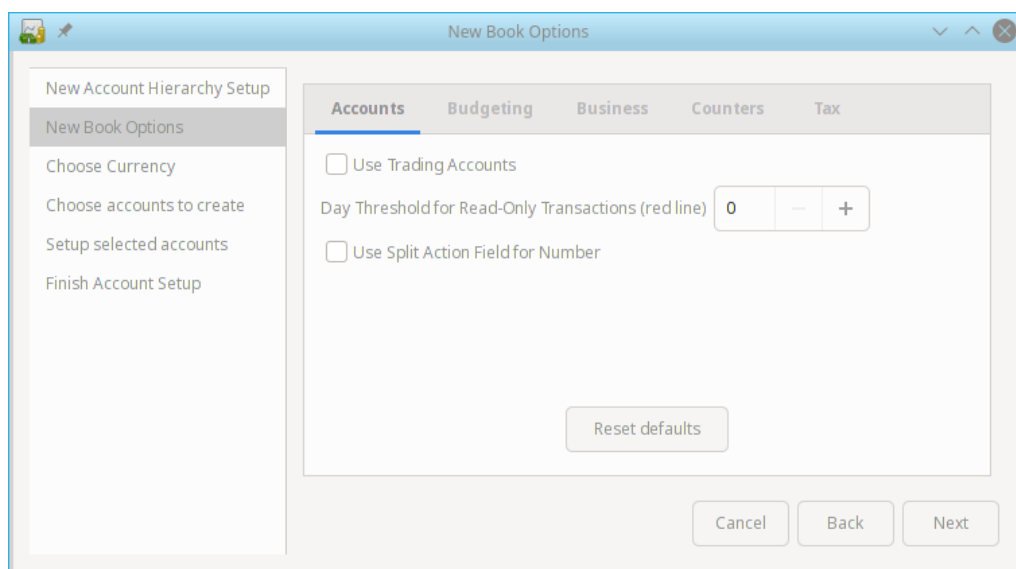 New Book Options
New Account Hierarchy Setup
New Book Options
Choose Currency
Choose accounts to create
Setup selected accounts
Finish Account Setup
Accounts Budgeting Business Counters Tax
Use Trading Accounts
Day Threshold for Read-Only Transactions (red line) 0 − +
Use Split Action Field for Number
Reset defaults
Cancel Back Next